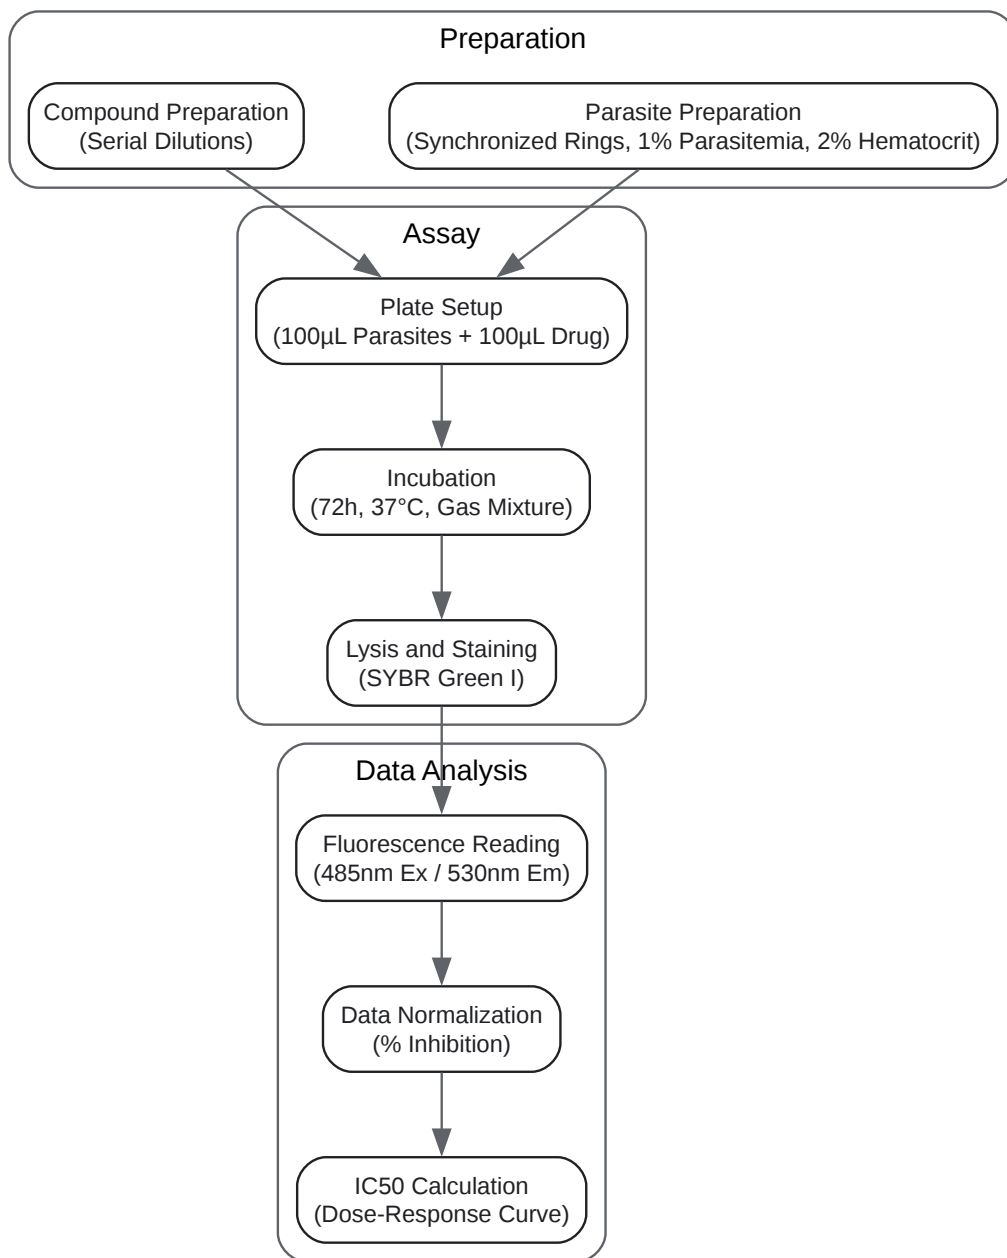 Preparation
Compound Preparation
(Serial Dilutions)
Parasite Preparation
(Synchronized Rings, 1% Parasitemia, 2% Hematocrit)
Assay
Plate Setup
(100µL Parasites + 100µL Drug)
Incubation
(72h, 37°C, Gas Mixture)
Lysis and Staining
(SYBR Green I)
Data Analysis
Fluorescence Reading
(485nm Ex / 530nm Em)
Data Normalization
(% Inhibition)
IC50 Calculation
(Dose-Response Curve)